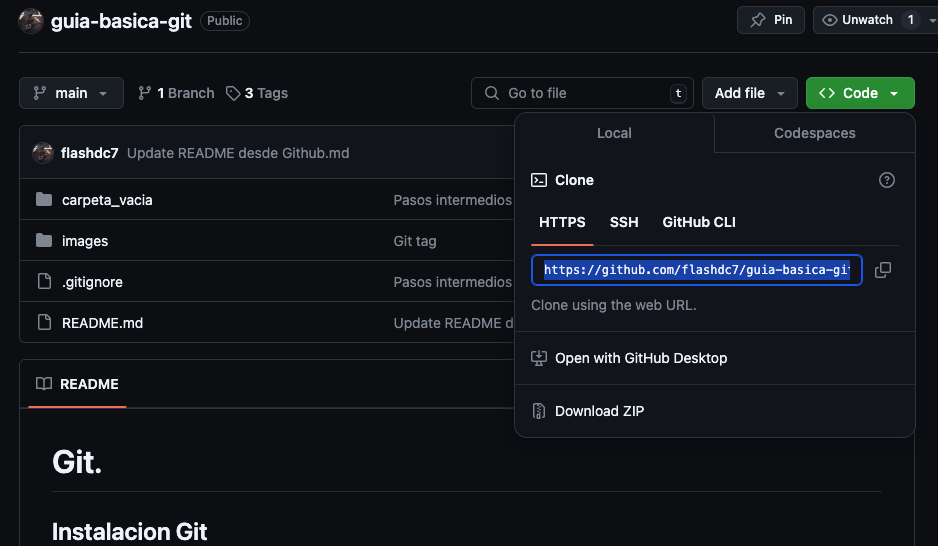 guia-basica-git Public Pin Unwatch 1
main 1 Branch 3 Tags Go to file t Add file Code
Local Codespaces
flashdc7 Update README desde Github.md
Clone
carpeta_vacia Pasos intermedios
HTTPS SSH GitHub CLI
images Git tag
https://github.com/flashdc7/guia-basica-git
.gitignore Pasos intermedios
Clone using the web URL.
README.md Update README d
Open with GitHub Desktop
README
Download ZIP
Git.
Instalacion Git